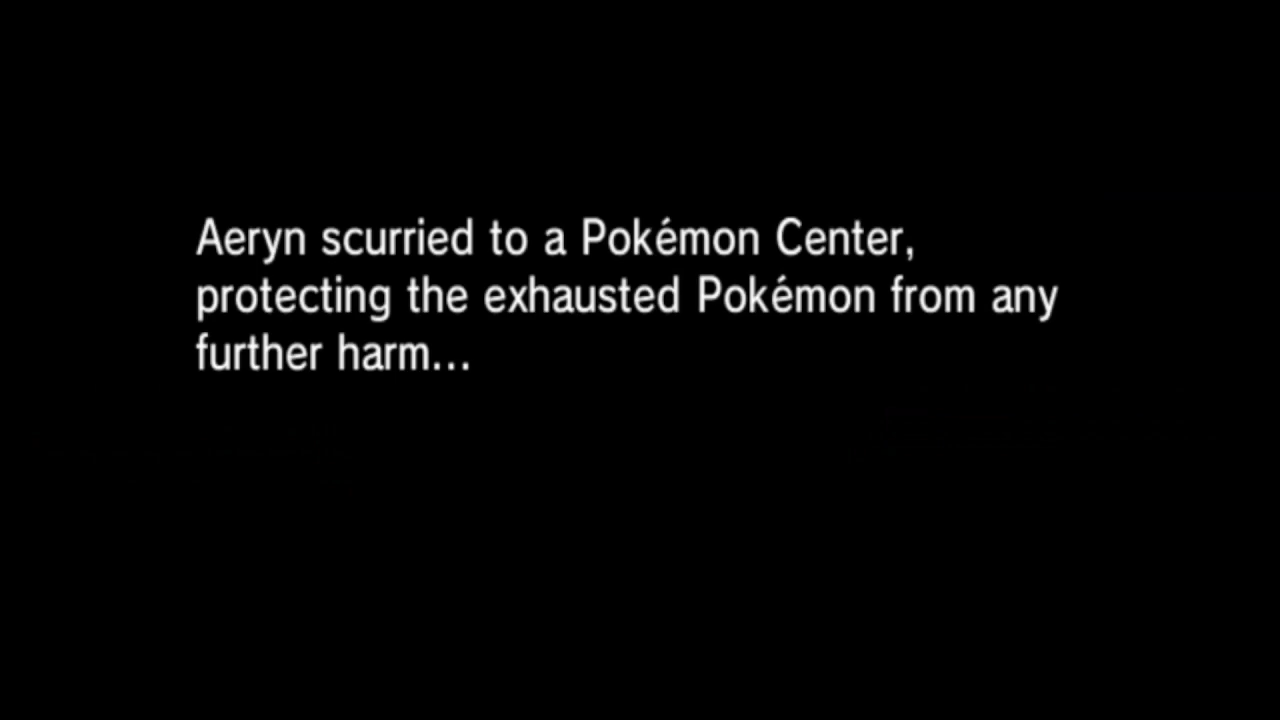 Aeryn scurried to a Pokémon Center,
protecting the exhausted Pokémon from any
further harm...